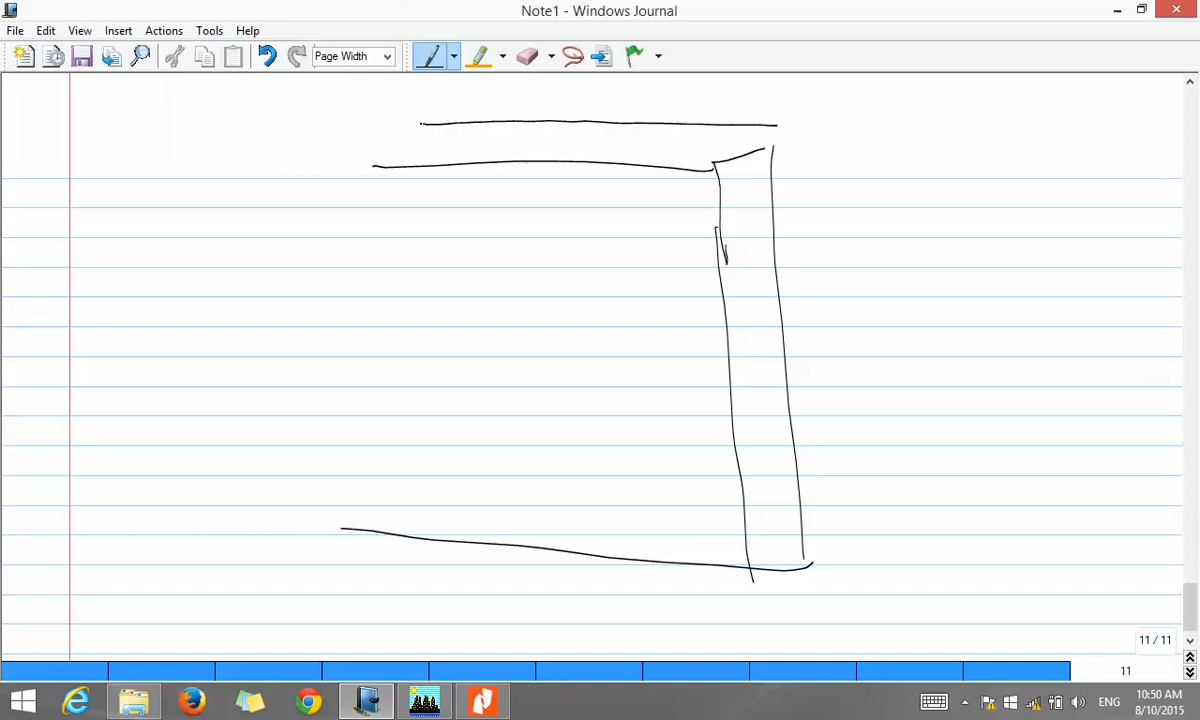 Note1 - Windows Journal
File Edit View Insert Actions Tools Help
Page Width
11 / 11
11
ENG
10:50 AM
8/10/2015